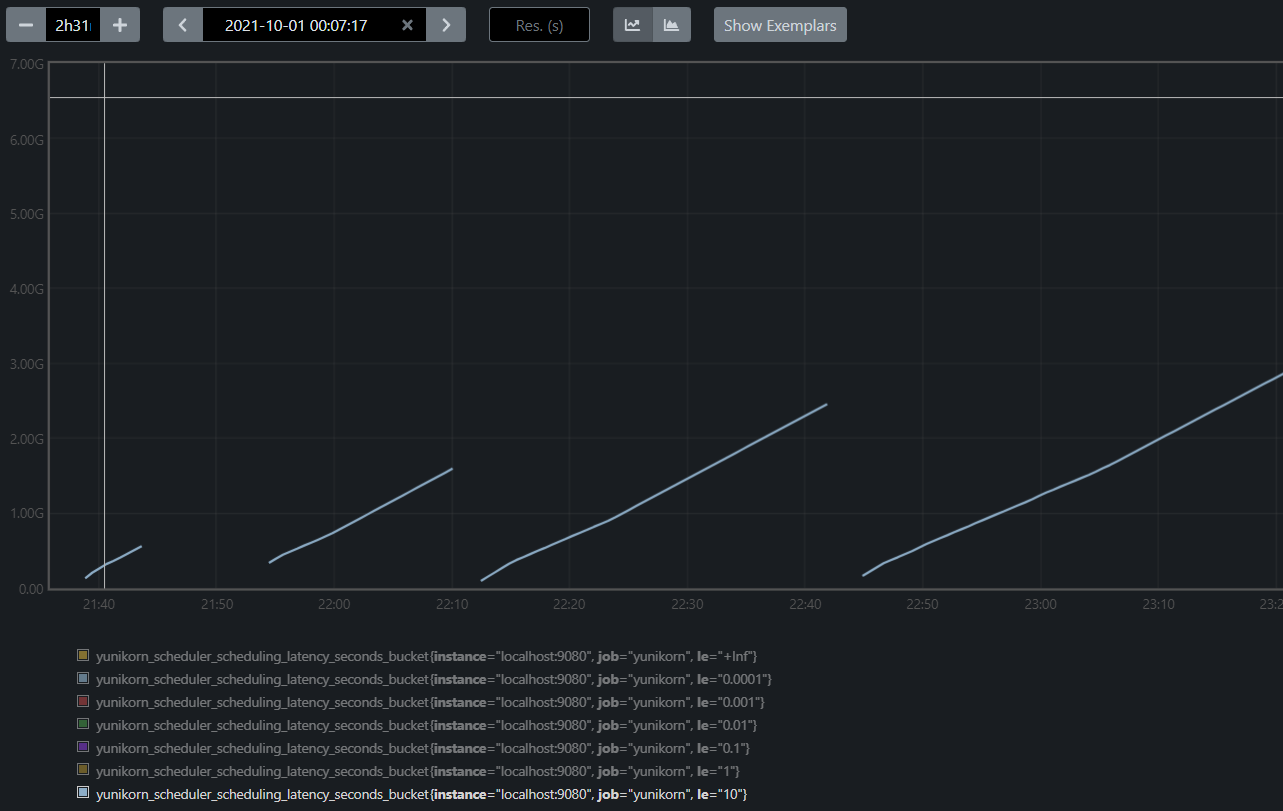 2h31 2021-10-01 00:07:17 Res. (s) Show Exemplars
7.00G
6.00G
5.00G
4.00G
3.00G
2.00G
1.00G
0.00
21:40 21:50 22:00 22:10 22:20 22:30 22:40 22:50 23:00 23:10 23:2
yunikorn_scheduler_scheduling_latency_seconds_bucket{instance="localhost:9080", job="yunikorn", le="+Inf"}
yunikorn_scheduler_scheduling_latency_seconds_bucket{instance="localhost:9080", job="yunikorn", le="0.0001"}
yunikorn_scheduler_scheduling_latency_seconds_bucket{instance="localhost:9080", job="yunikorn", le="0.001"}
yunikorn_scheduler_scheduling_latency_seconds_bucket{instance="localhost:9080", job="yunikorn", le="0.01"}
yunikorn_scheduler_scheduling_latency_seconds_bucket{instance="localhost:9080", job="yunikorn", le="0.1"}
yunikorn_scheduler_scheduling_latency_seconds_bucket{instance="localhost:9080", job="yunikorn", le="1"}
yunikorn_scheduler_scheduling_latency_seconds_bucket{instance="localhost:9080", job="yunikorn", le="10"}